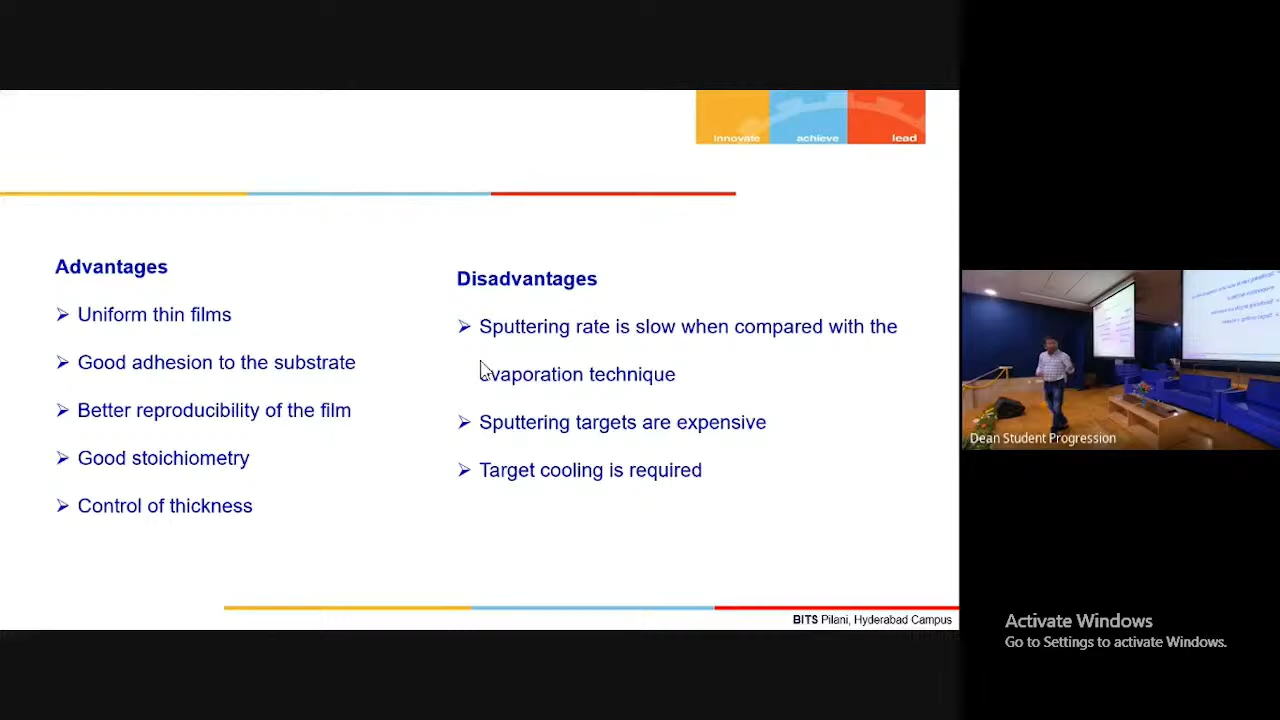 innovate achieve lead
Advantages
Uniform thin films
Good adhesion to the substrate
Better reproducibility of the film
Good stoichiometry
Control of thickness
Disadvantages
Sputtering rate is slow when compared with the
evaporation technique
Sputtering targets are expensive
Target cooling is required
BITS Pilani, Hyderabad Campus
Dean Student Progression
Activate Windows
Go to Settings to activate Windows.